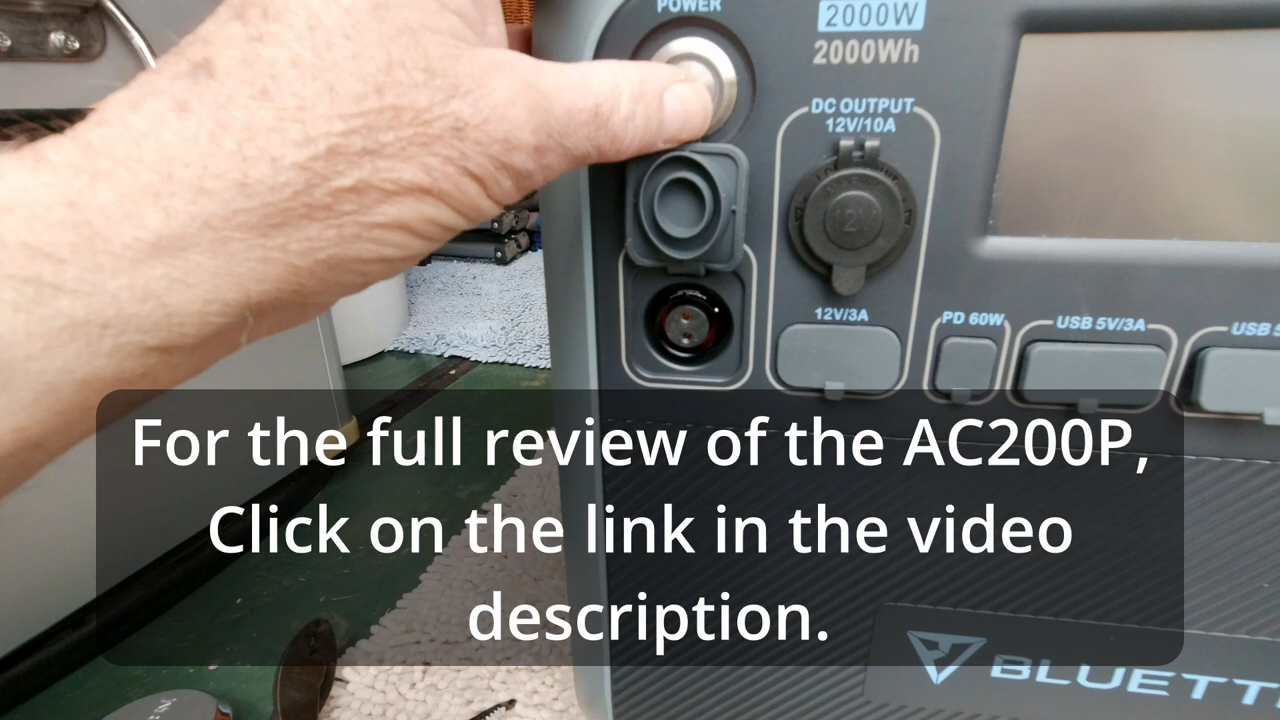 POWER
2000W
2000Wh
DC OUTPUT
12V/10A
12V
12V/3A
PD 60W
USB 5V/3A
USB 5
For the full review of the AC200P,
Click on the link in the video
description.
BLUETT